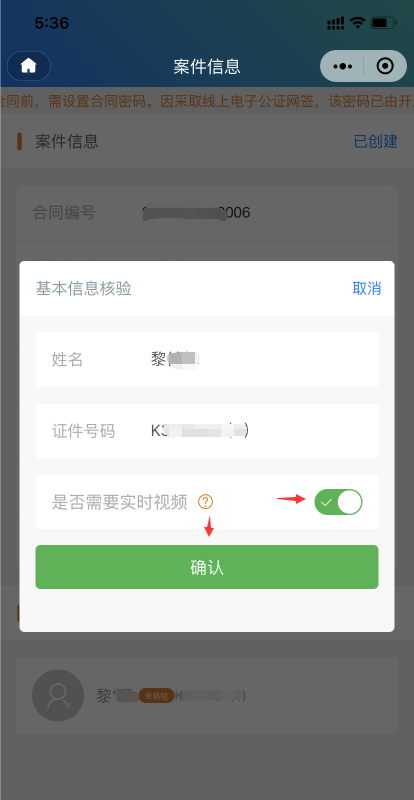 5:36
案件信息
合同前，需设置合同密码。因采取线上电子公证网签，该密码已由开
案件信息
已创建
合同编号 006
基本信息核验 取消
姓名 黎
证件号码 K3 )
是否需要实时视频 ?
确认
黎 未核验 )